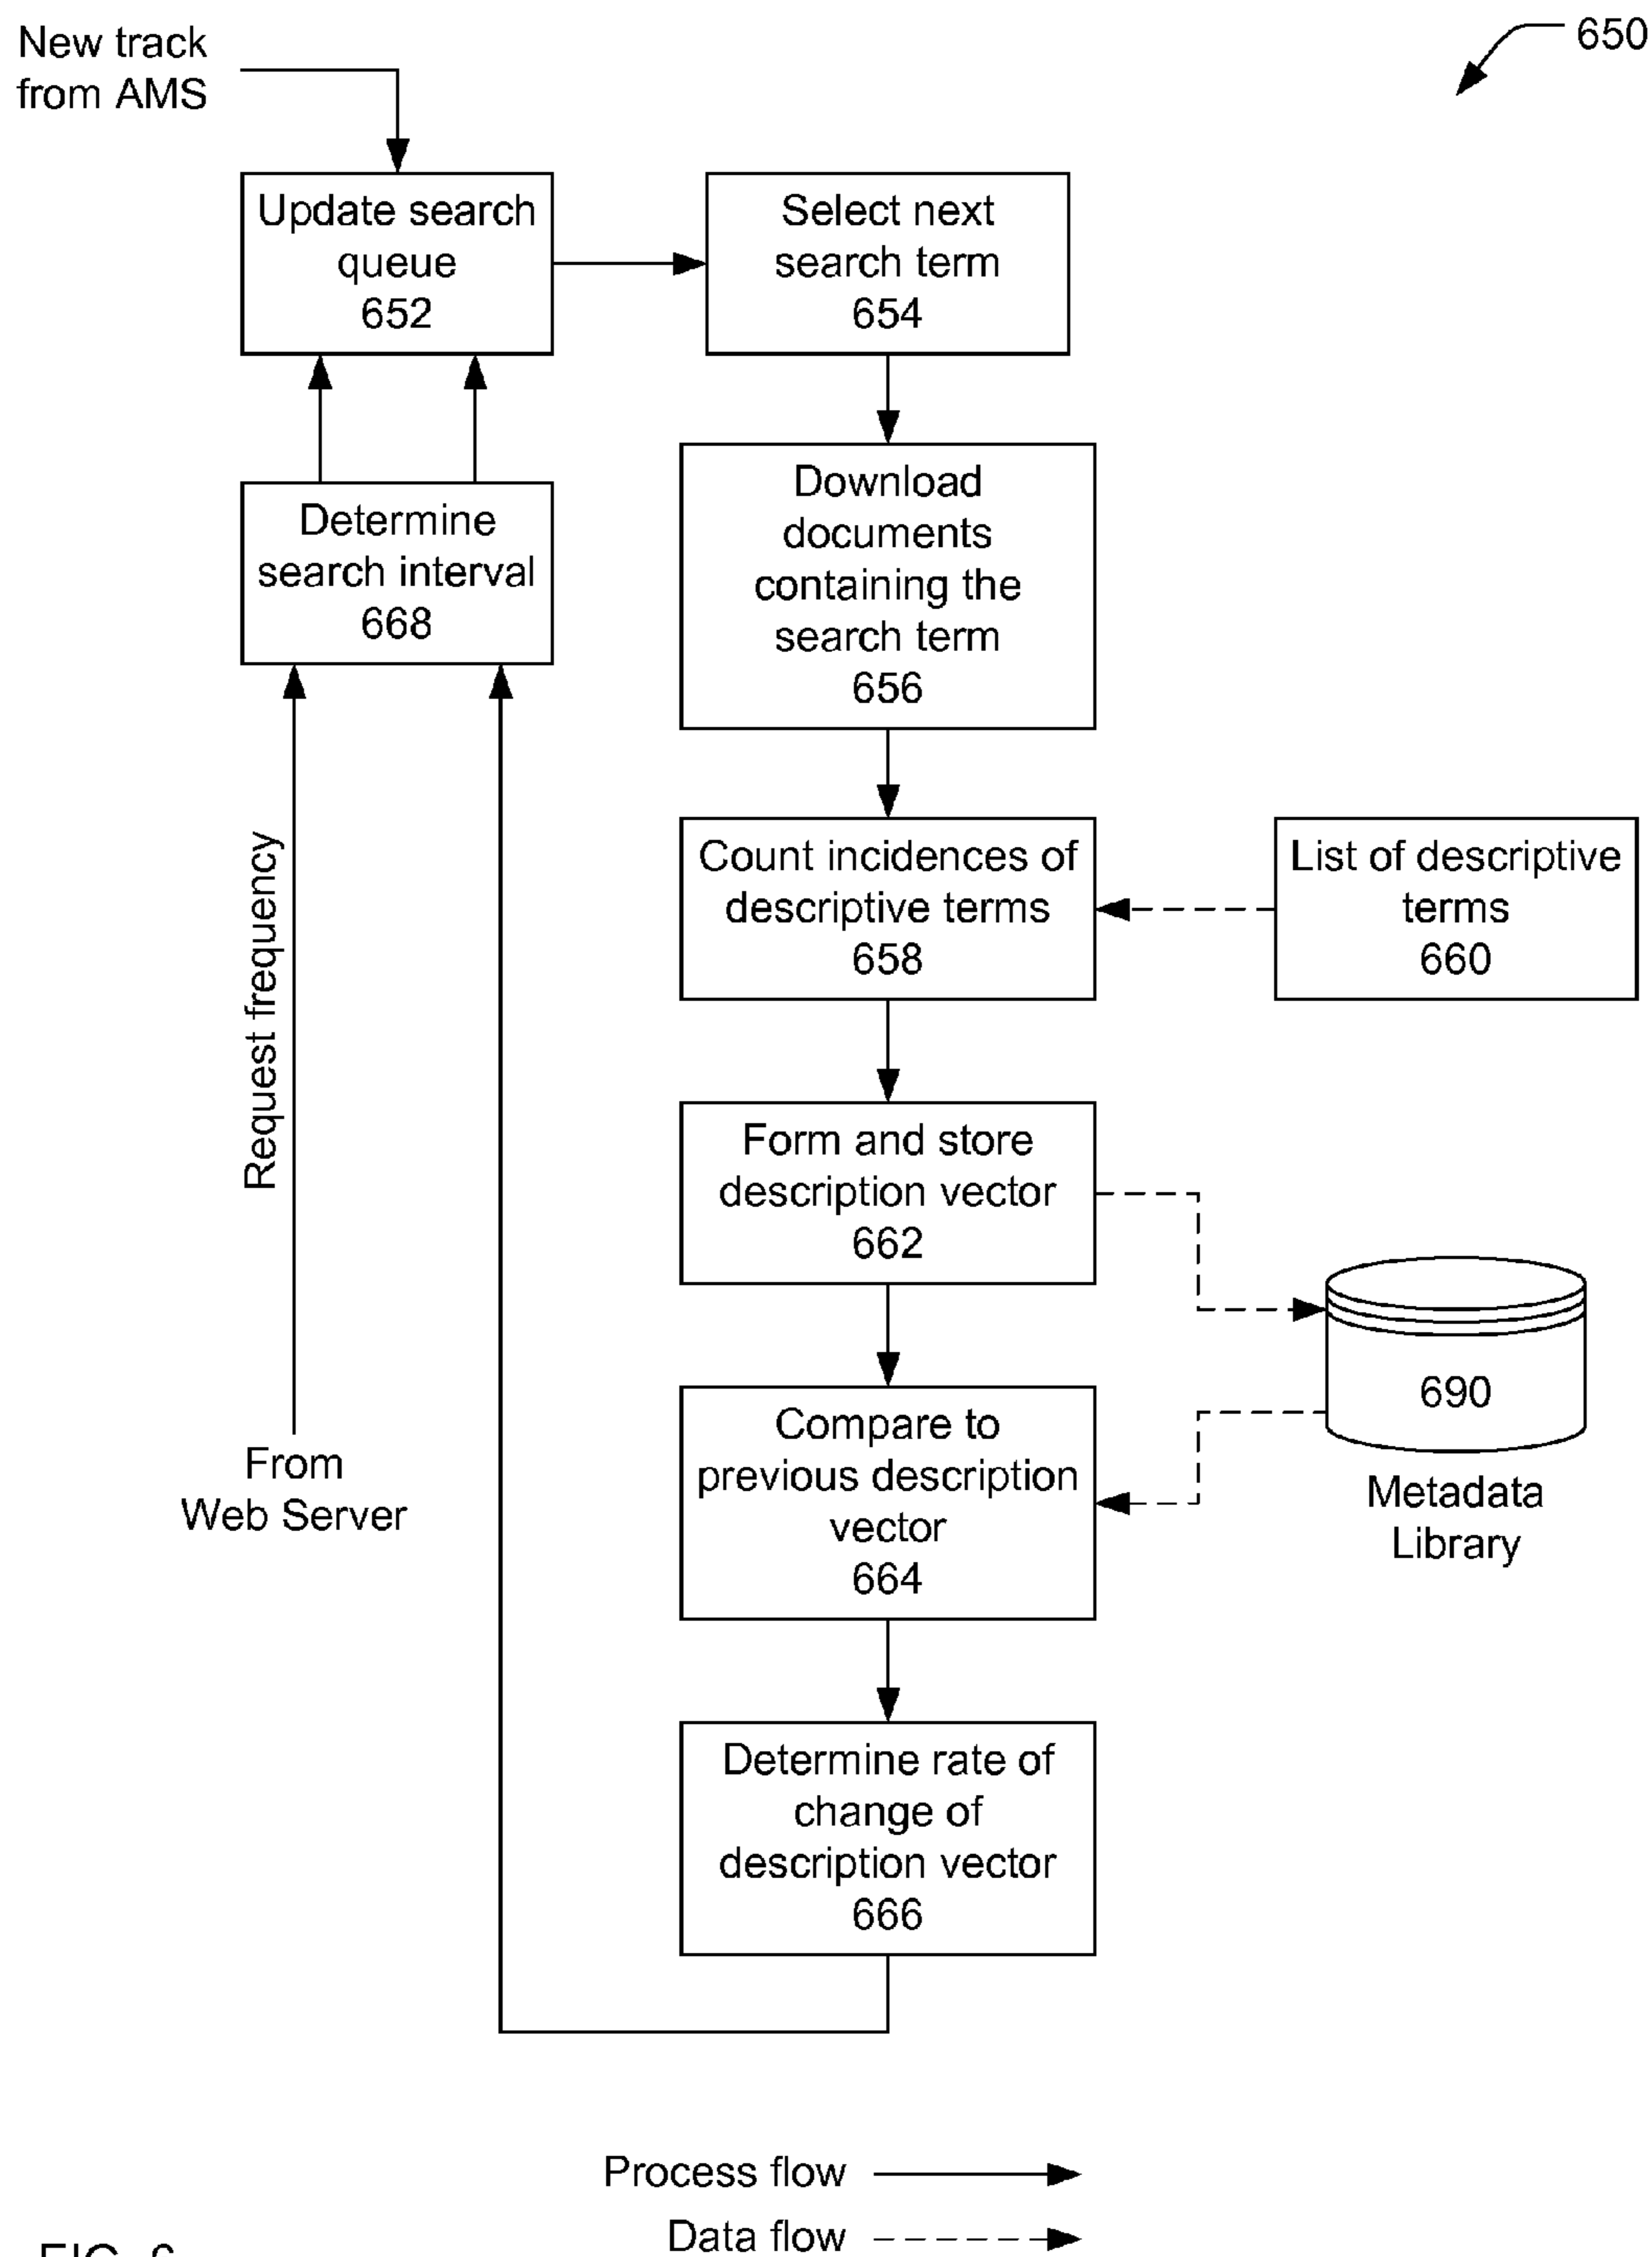 New track
from AMS
650
Update search
queue
652
Select next
search term
654
Determine
search interval
668
Download
documents
containing the
search term
656
Count incidences of
descriptive terms
658
List of descriptive
terms
660
Request frequency
Form and store
description vector
662
690
Metadata
Library
From
Web Server
Compare to
previous description
vector
664
Determine rate of
change of
description vector
666
Process flow
Data flow